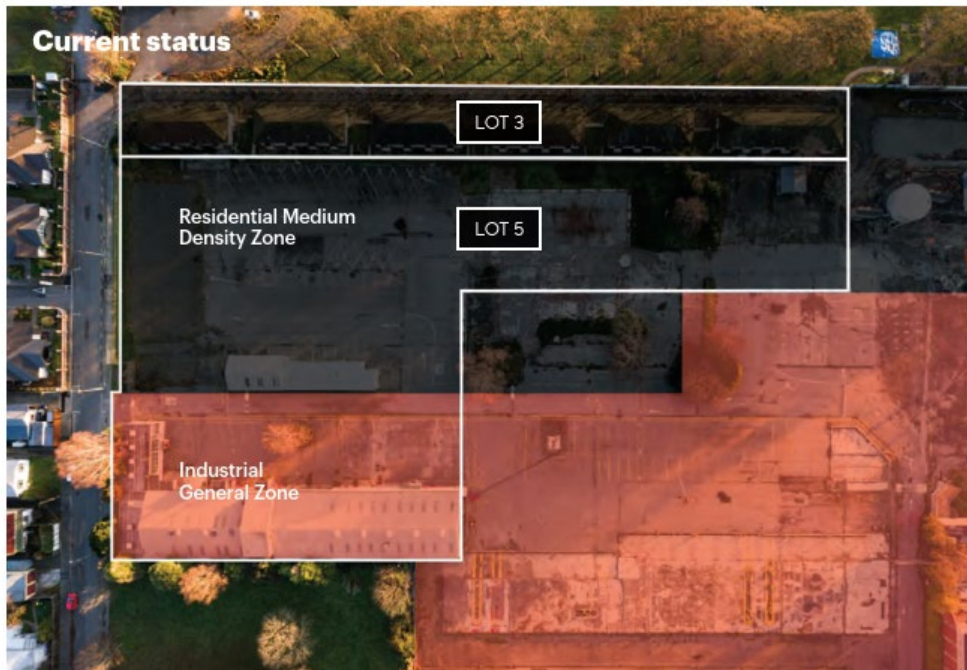 Current status
LOT 3
Residential Medium
Density Zone
LOT 5
Industrial
General Zone